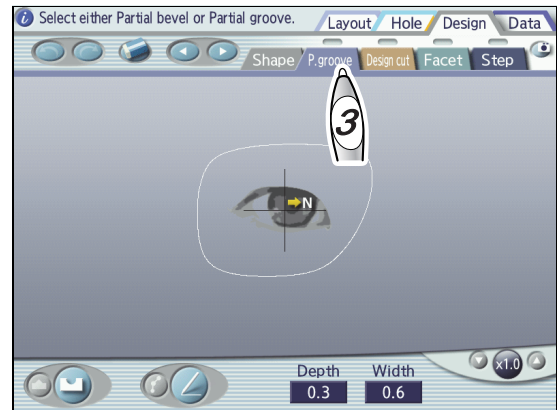 Select either Partial bevel or Partial groove.
Layout Hole Design Data
Shape P.groove Design cut Facet Step
3
N
Depth Width
0.3 0.6
x1.0